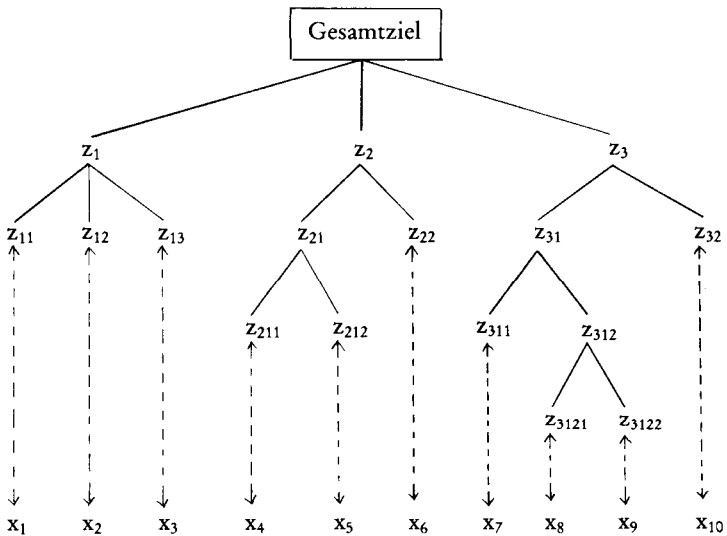 Gesamtziel
z₁ z₂ z₃
z₁₁ z₁₂ z₁₃ z₂₁ z₂₂ z₃₁ z₃₂
z₂₁₁ z₂₁₂ z₃₁₁ z₃₁₂
z₃₁₂₁ z₃₁₂₂
x₁ x₂ x₃ x₄ x₅ x₆ x₇ x₈ x₉ x₁₀